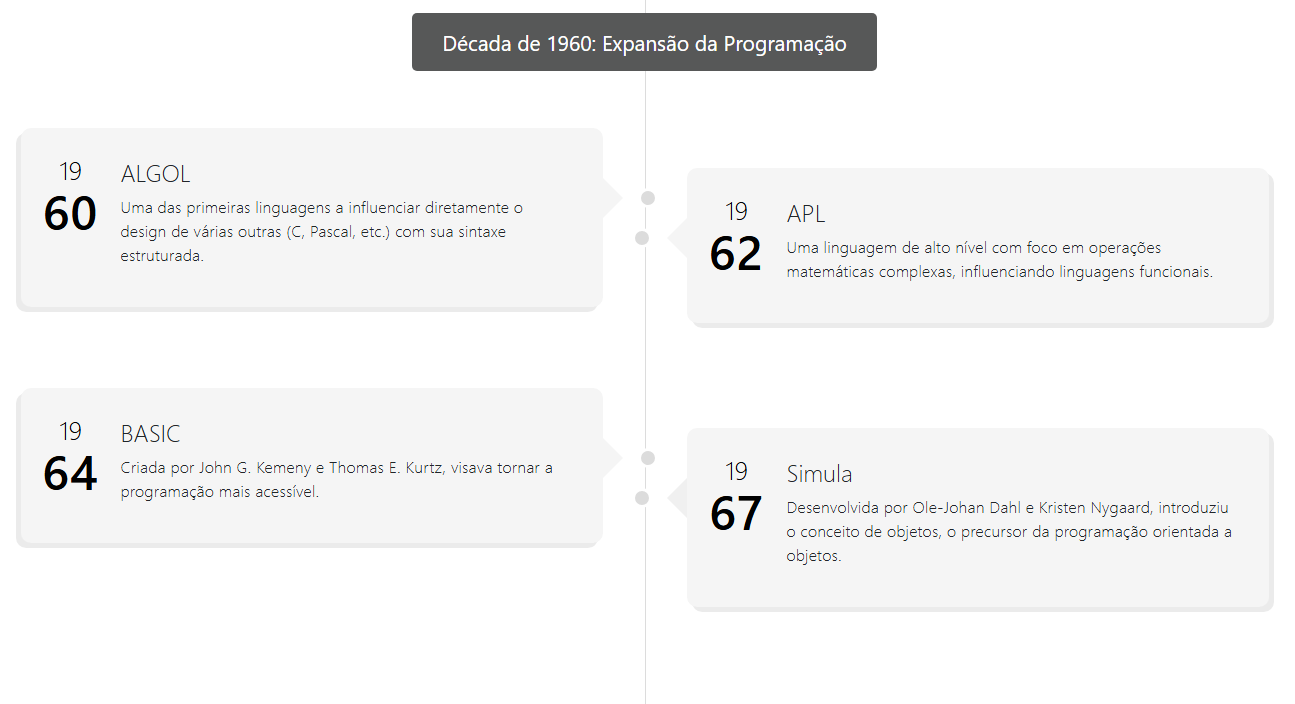 Década de 1960: Expansão da Programação
19
60
ALGOL
Uma das primeiras linguagens a influenciar diretamente o
design de várias outras (C, Pascal, etc.) com sua sintaxe
estruturada.
19
62
APL
Uma linguagem de alto nível com foco em operações
matemáticas complexas, influenciando linguagens funcionais.
19
64
BASIC
Criada por John G. Kemeny e Thomas E. Kurtz, visava tornar a
programação mais acessível.
19
67
Simula
Desenvolvida por Ole-Johan Dahl e Kristen Nygaard, introduziu
o conceito de objetos, o precursor da programação orientada a
objetos.